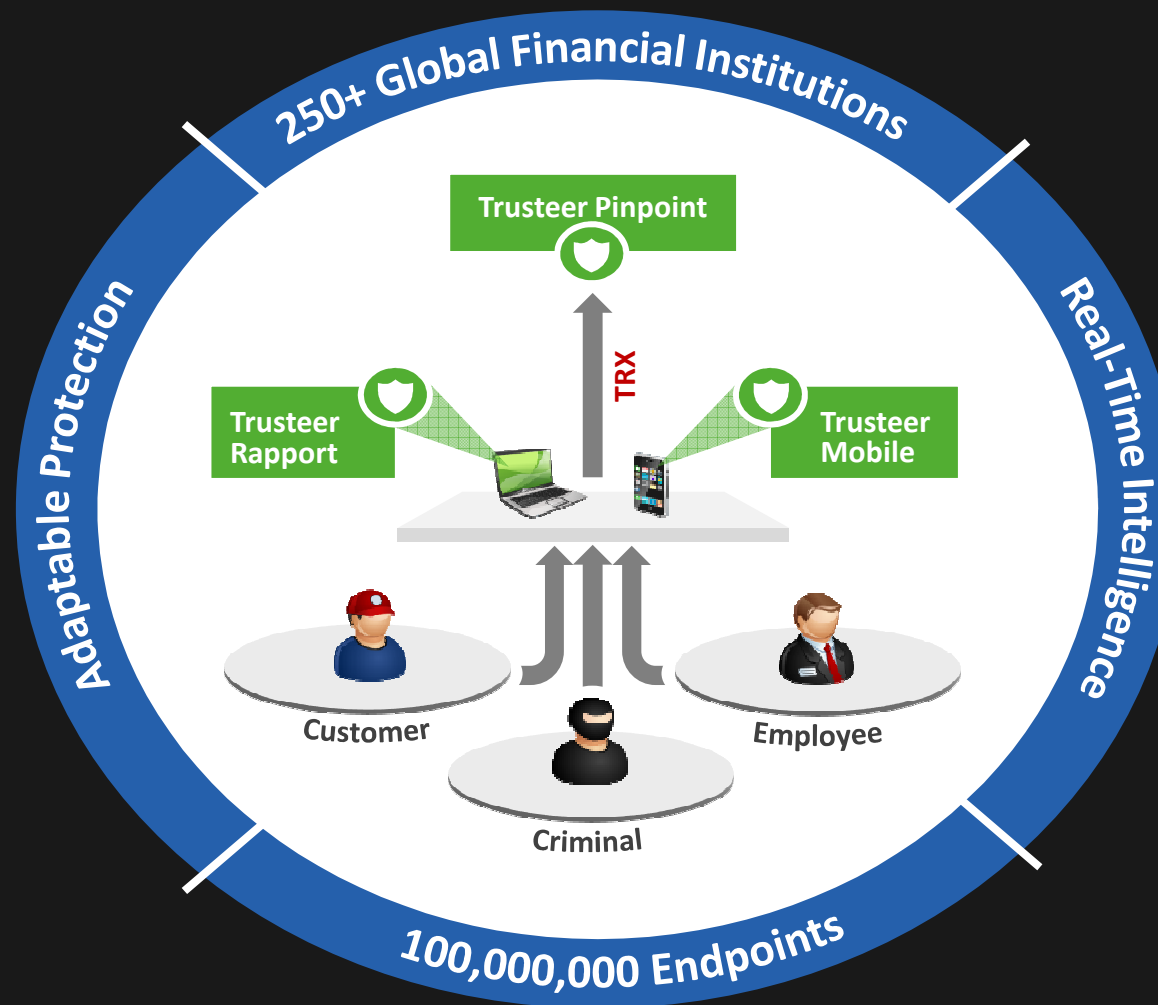 250+ Global Financial Institutions
Trusteer Pinpoint
Adaptable Protection
Real-Time Intelligence
TRX
Trusteer
Rapport
Trusteer
Mobile
Customer
Employee
Criminal
100,000,000 Endpoints